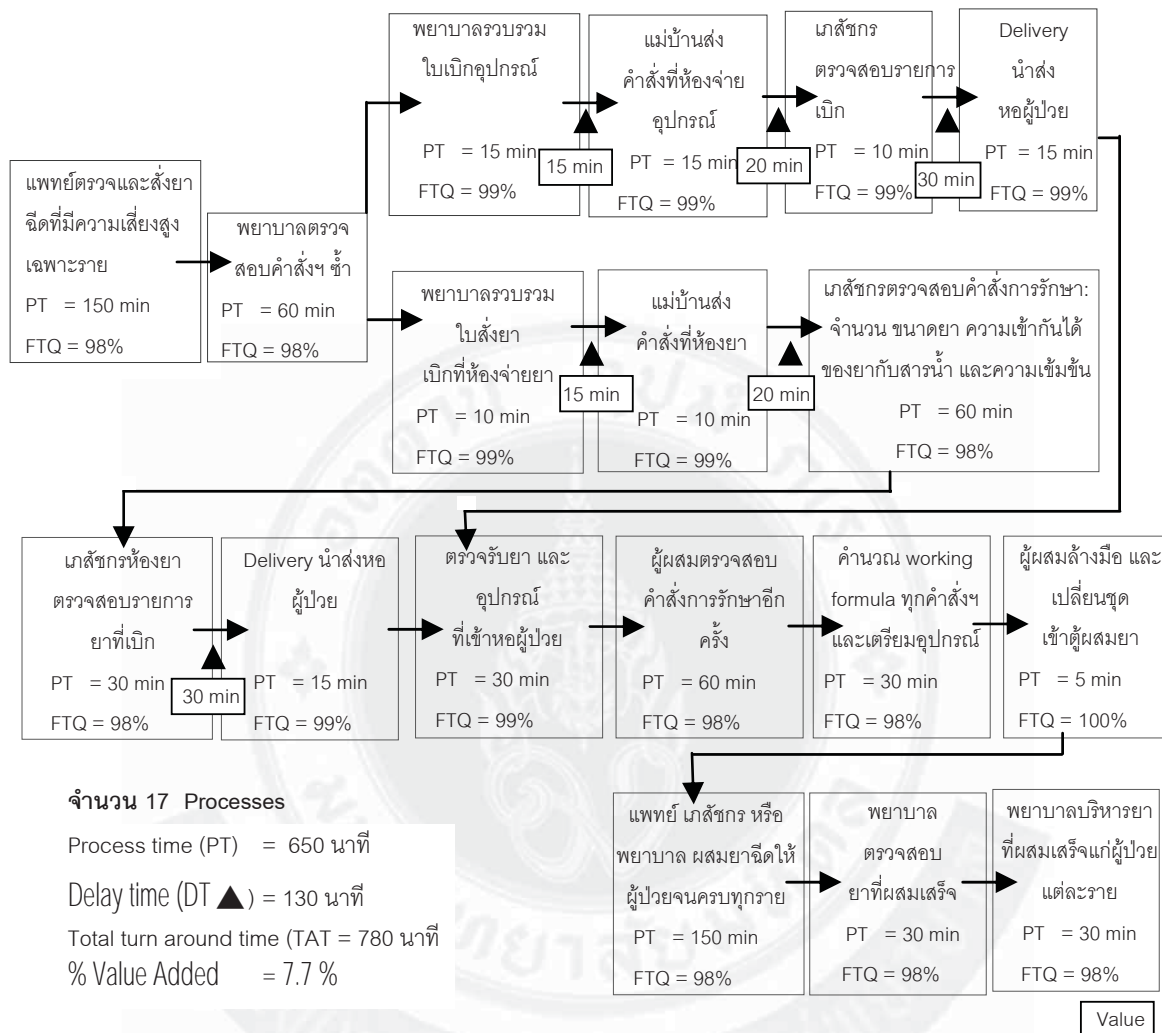 พยาบาลรวบรวม
ใบเบิกอุปกรณ์
PT = 15 min
FTQ = 99%
15 min
แม่บ้านส่ง
คำสั่งที่ห้องจ่าย
อุปกรณ์
PT = 15 min
FTQ = 99%
20 min
เภสัชกร
ตรวจสอบรายการ
เบิก
PT = 10 min
FTQ = 99%
30 min
Delivery
นำส่ง
หอผู้ป่วย
PT = 15 min
FTQ = 99%
แพทย์ตรวจและสั่งยา
ฉีดที่มีความเสี่ยงสูง
เฉพาะราย
PT = 150 min
FTQ = 98%
พยาบาลตรวจ
สอบคำสั่งฯ ซ้ำ
PT = 60 min
FTQ = 98%
พยาบาลรวบรวม
ใบสั่งยา
เบิกที่ห้องจ่ายยา
PT = 10 min
FTQ = 99%
15 min
แม่บ้านส่ง
คำสั่งที่ห้องยา
PT = 10 min
FTQ = 99%
20 min
เภสัชกรตรวจสอบคำสั่งการรักษา:
จำนวน ขนาดยา ความเข้ากันได้
ของยากับสารน้ำ และความเข้มข้น
PT = 60 min
FTQ = 98%
เภสัชกรห้องยา
ตรวจสอบรายการ
ยาที่เบิก
PT = 30 min
FTQ = 98%
30 min
Delivery นำส่งหอ
ผู้ป่วย
PT = 15 min
FTQ = 99%
ตรวจรับยา และ
อุปกรณ์
ที่เข้าหอผู้ป่วย
PT = 30 min
FTQ = 99%
ผู้ผสมตรวจสอบ
คำสั่งการรักษาอีก
ครั้ง
PT = 60 min
FTQ = 98%
คำนวณ working
formula ทุกคำสั่งฯ
และเตรียมอุปกรณ์
PT = 30 min
FTQ = 98%
ผู้ผสมล้างมือ และ
เปลี่ยนชุด
เข้าตู้ผสมยา
PT = 5 min
FTQ = 100%
จำนวน 17 Processes
Process time (PT) = 650 นาที
Delay time (DT ▲) = 130 นาที
Total turn around time (TAT = 780 นาที
% Value Added = 7.7 %
แพทย์ เภสัชกร หรือ
พยาบาล ผสมยาฉีดให้
ผู้ป่วยจนครบทุกราย
PT = 150 min
FTQ = 98%
พยาบาล
ตรวจสอบ
ยาที่ผสมเสร็จ
PT = 30 min
FTQ = 98%
พยาบาลบริหารยา
ที่ผสมเสร็จแก่ผู้ป่วย
แต่ละราย
PT = 30 min
FTQ = 98%
Value